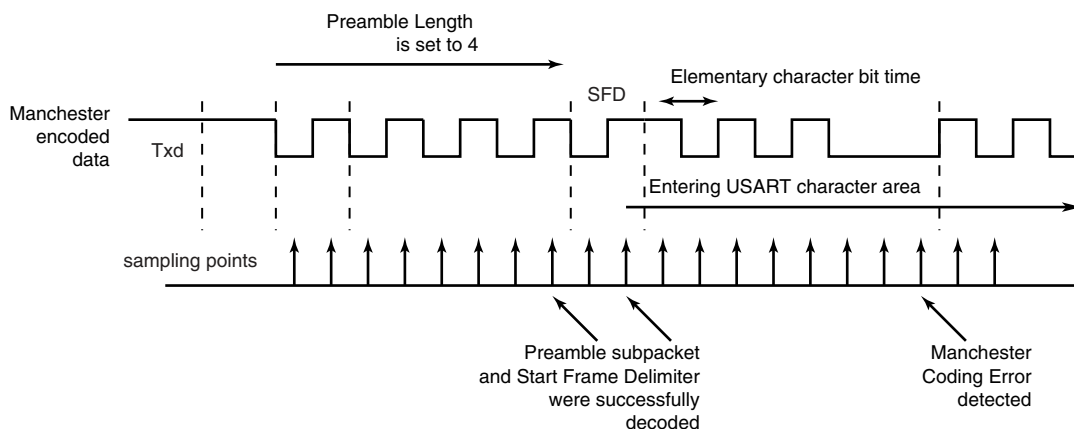 Preamble Length
is set to 4
Elementary character bit time
SFD
Manchester
encoded
data
Txd
Entering USART character area
sampling points
Preamble subpacket
and Start Frame Delimiter
were successfully
decoded
Manchester
Coding Error
detected